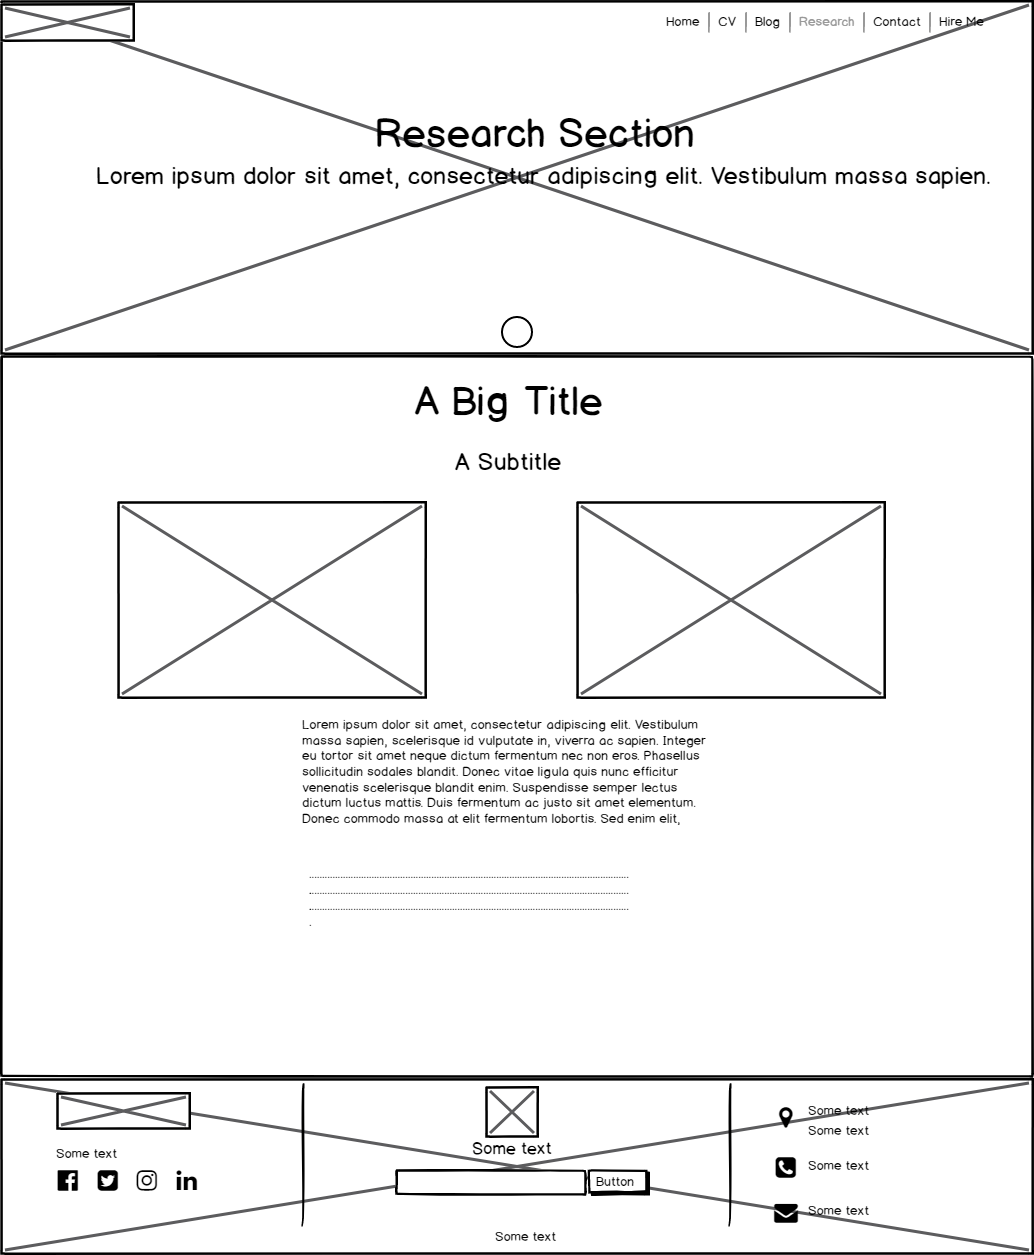 Home CV Blog Research Contact Hire Me
Research Section
Lorem ipsum dolor sit amet, consectetur adipiscing elit. Vestibulum massa sapien.
A Big Title
A Subtitle
Lorem ipsum dolor sit amet, consectetur adipiscing elit. Vestibulum
massa sapien, scelerisque id vulputate in, viverra ac sapien. Integer
eu tortor sit amet neque dictum fermentum nec non eros. Phasellus
sollicitudin sodales blandit. Donec vitae ligula quis nunc efficitur
venenatis scelerisque blandit enim. Suspendisse semper lectus
dictum luctus mattis. Duis fermentum ac justo sit amet elementum.
Donec commodo massa at elit fermentum lobortis. Sed enim elit,
Some text
Some text
Button
Some text
Some text
Some text
Some text
Some text